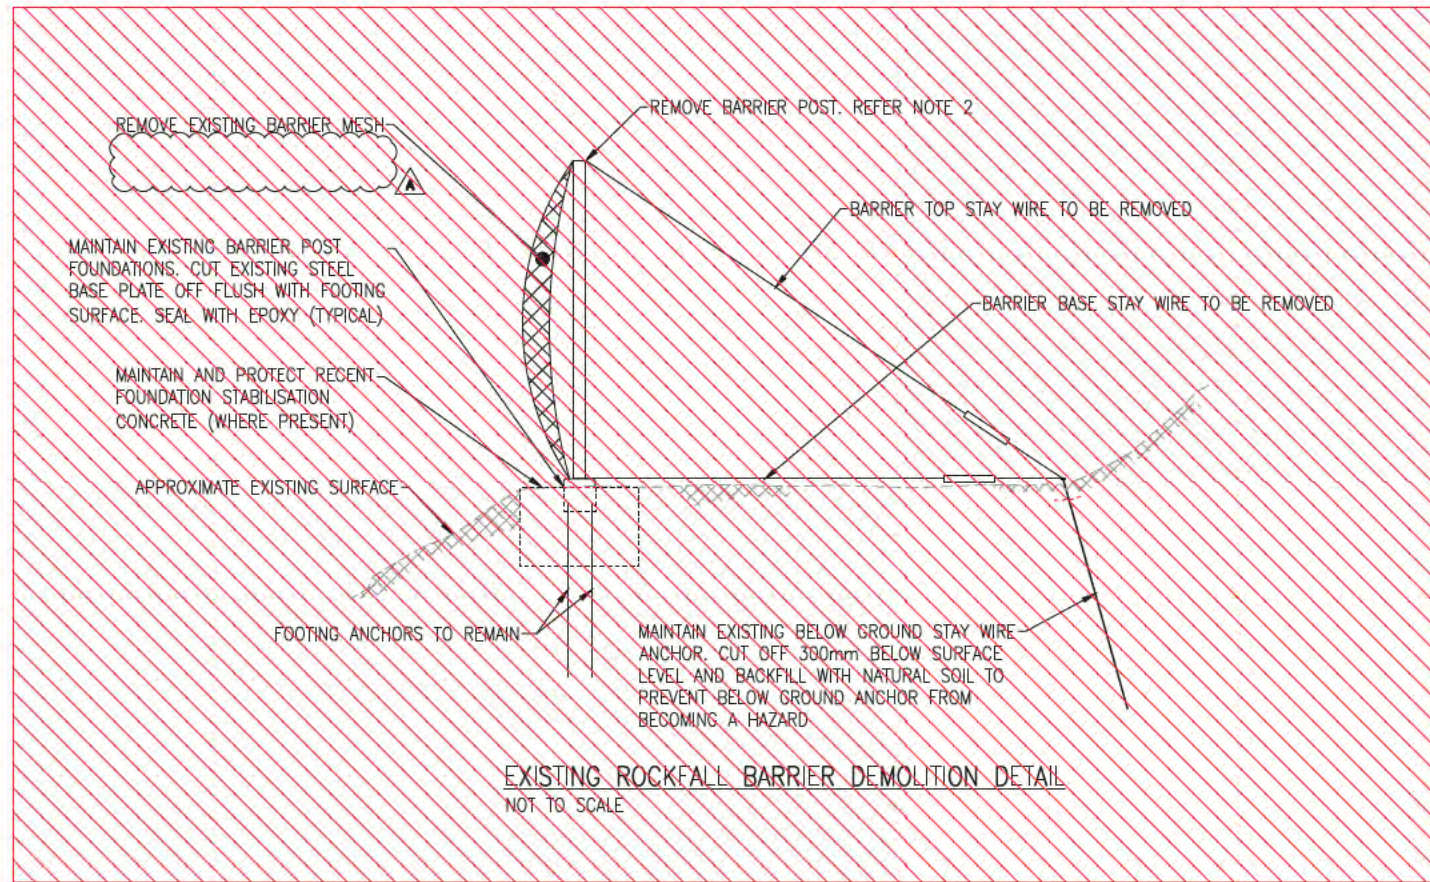 REMOVE BARRIER POST. REFER NOTE 2
REMOVE EXISTING BARRIER MESH
A
BARRIER TOP STAY WIRE TO BE REMOVED
MAINTAIN EXISTING BARRIER POST
FOUNDATIONS. CUT EXISTING STEEL
BASE PLATE OFF FLUSH WITH FOOTING
SURFACE. SEAL WITH EPOXY (TYPICAL)
BARRIER BASE STAY WIRE TO BE REMOVED
MAINTAIN AND PROTECT RECENT
FOUNDATION STABILISATION
CONCRETE (WHERE PRESENT)
APPROXIMATE EXISTING SURFACE
FOOTING ANCHORS TO REMAIN
MAINTAIN EXISTING BELOW GROUND STAY WIRE
ANCHOR. CUT OFF 300mm BELOW SURFACE
LEVEL AND BACKFILL WITH NATURAL SOIL TO
PREVENT BELOW GROUND ANCHOR FROM
BECOMING A HAZARD
EXISTING ROCKFALL BARRIER DEMOLITION DETAIL
NOT TO SCALE